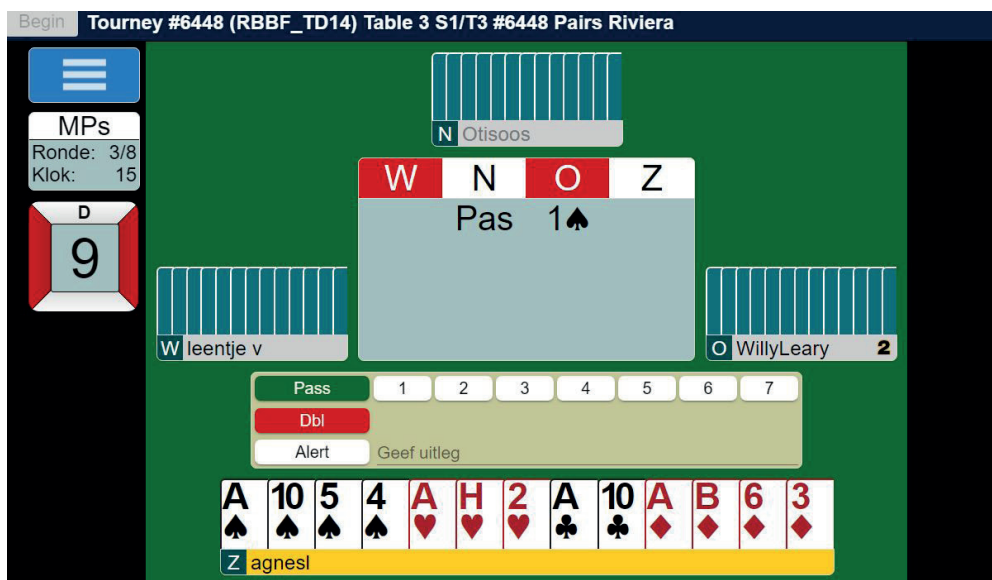 Begin Tourney #6448 (RBBF_TD14) Table 3 S1/T3 #6448 Pairs Riviera
MPs
Ronde: 3/8
Klok: 15
D
9
N Otisoos
W N O Z
Pas 1♠
W leentje v
O WillyLeary 2
Pass 1 2 3 4 5 6 7
Dbl
Alert Geef uitleg
A 10 5 4 A H 2 A 10 A B 6 3
♠ ♠ ♠ ♠ ♥ ♥ ♥ ♣ ♣ ♦ ♦ ♦ ♦
Z agnesl